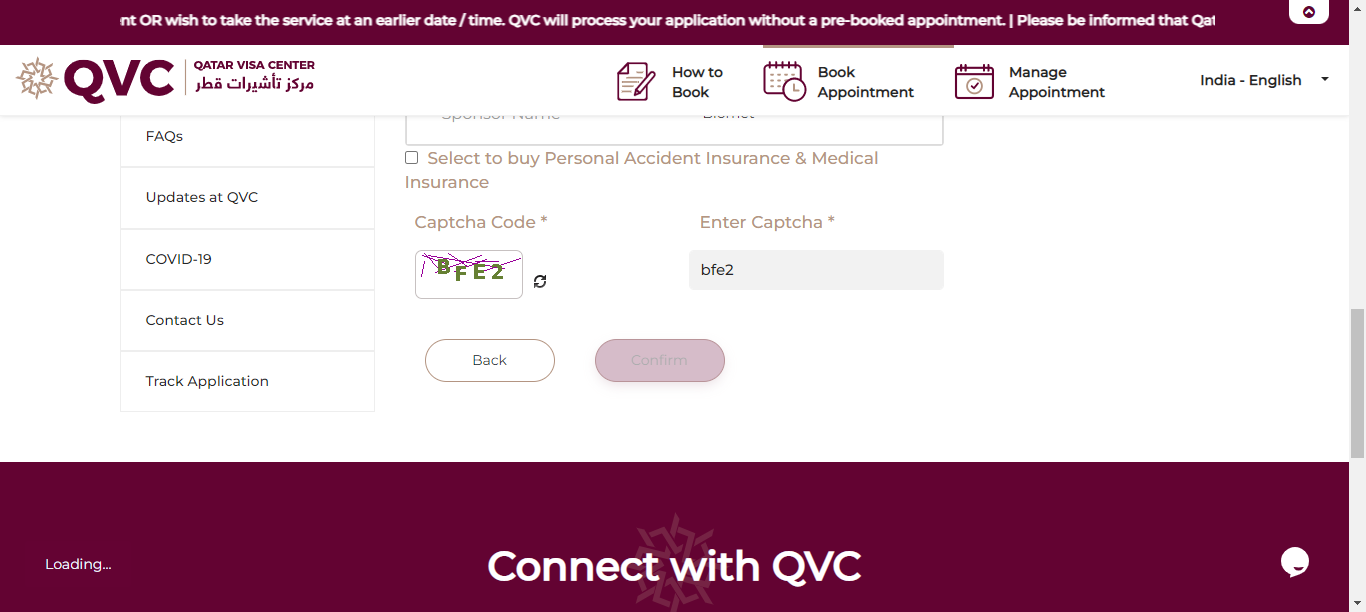 nt OR wish to take the service at an earlier date / time. QVC will process your application without a pre-booked appointment. | Please be informed that Qat
QVC
QATAR VISA CENTER
مركز تأشيرات قطر
How to
Book
Book
Appointment
Manage
Appointment
India - English
FAQs
Updates at QVC
COVID-19
Contact Us
Track Application
Sponsor Name
Select to buy Personal Accident Insurance & Medical
Insurance
Captcha Code *
Enter Captcha *
BFE2
bfe2
Back
Confirm
Loading...
Connect with QVC